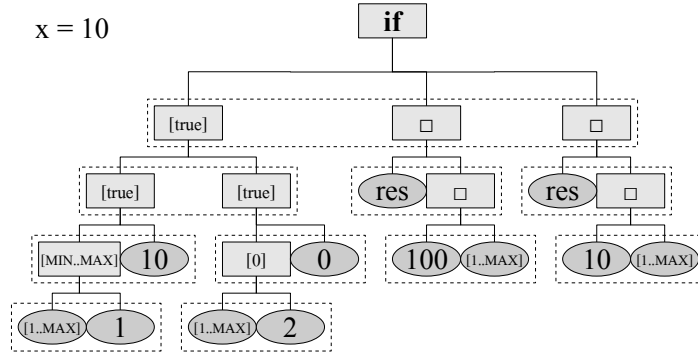 x = 10
if
[true] □ □
[true] [true] res □ res □
[MIN..MAX] 10 [0] 0 100 [1..MAX] 10 [1..MAX]
[1..MAX] 1 [1..MAX] 2